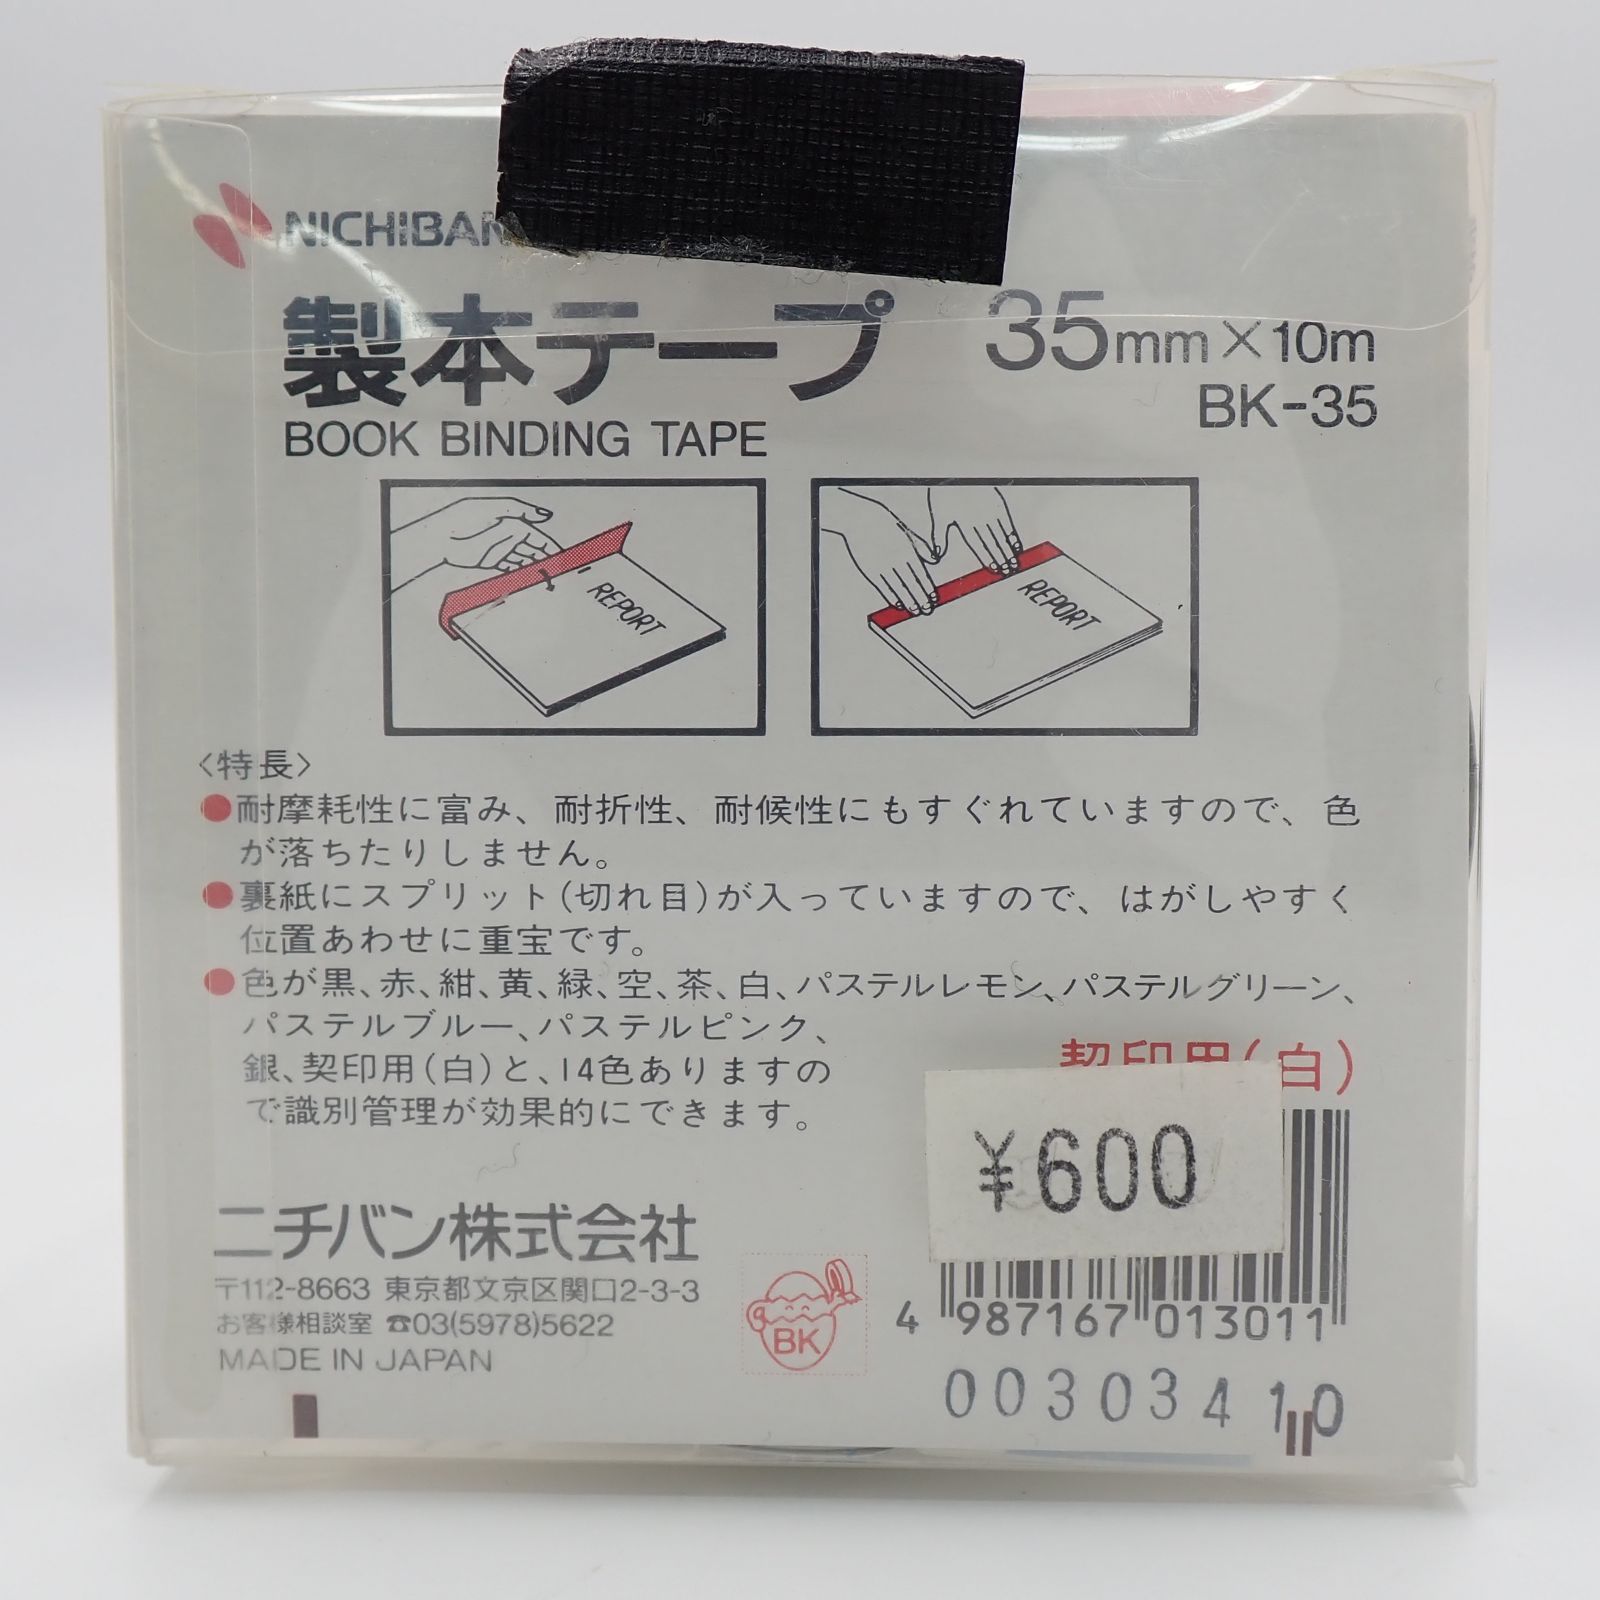 NICHIBAN
製本テープ 35mm×10m
BK-35
BOOK BINDING TAPE
REPORT
REPORT
〈特長〉
●耐摩耗性に富み、耐折性、耐候性にもすぐれていますので、色
が落ちたりしません。
●裏紙にスプリット(切れ目)が入っていますので、はがしやすく
位置あわせに重宝です。
●色が黒、赤、紺、黄、緑、空、茶、白、パステルレモン、パステルグリーン、
パステルブルー、パステルピンク、
銀、契印用(白)と、14色ありますの
で識別管理が効果的にできます。
契印用(白)
¥600
ニチバン株式会社
〒112-8663 東京都文京区関口2-3-3
お客様相談室 ☎03(5978)5622
MADE IN JAPAN
BK
4 987167 013011
00303410